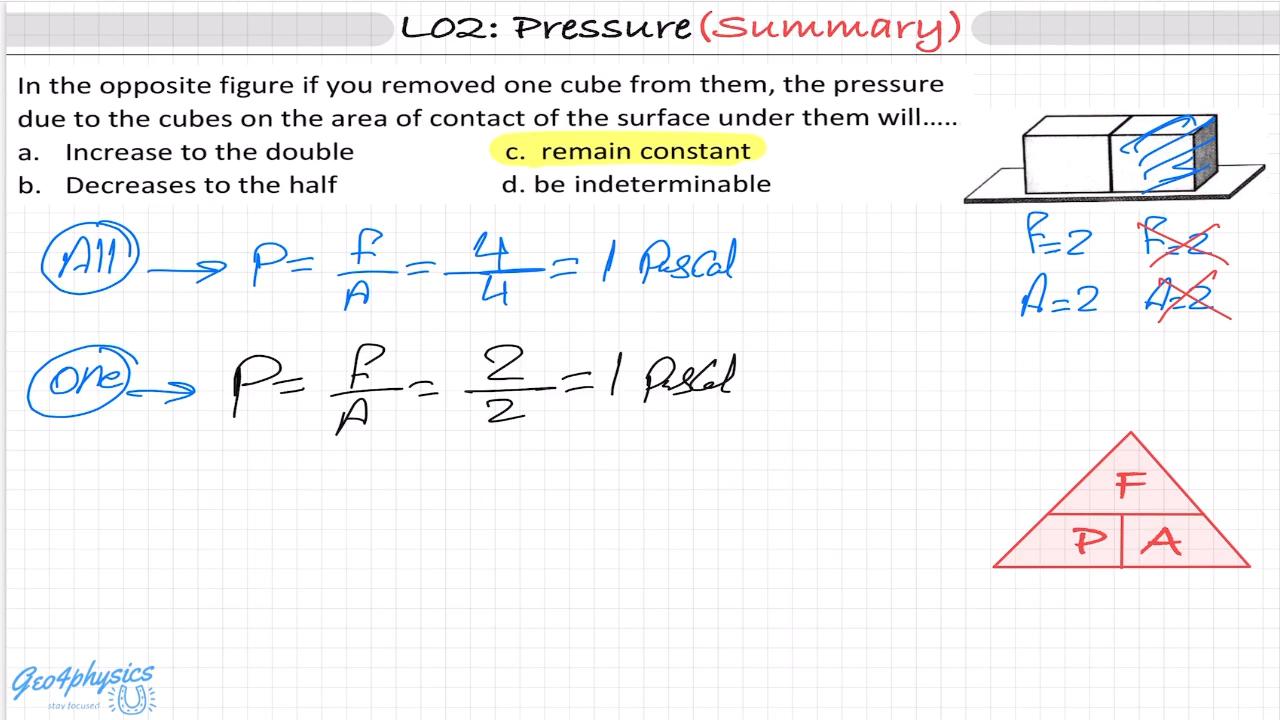 LO2: Pressure (Summary)
In the opposite figure if you removed one cube from them, the pressure
due to the cubes on the area of contact of the surface under them will.....
a. Increase to the double
c. remain constant
b. Decreases to the half
d. be indeterminable
F=2 F=2
A=2 A=2
All → P = F/A = 4/4 = 1 Pascal
One → P = F/A = 2/2 = 1 Pascal
F
P A
Geo4physics
stay focused